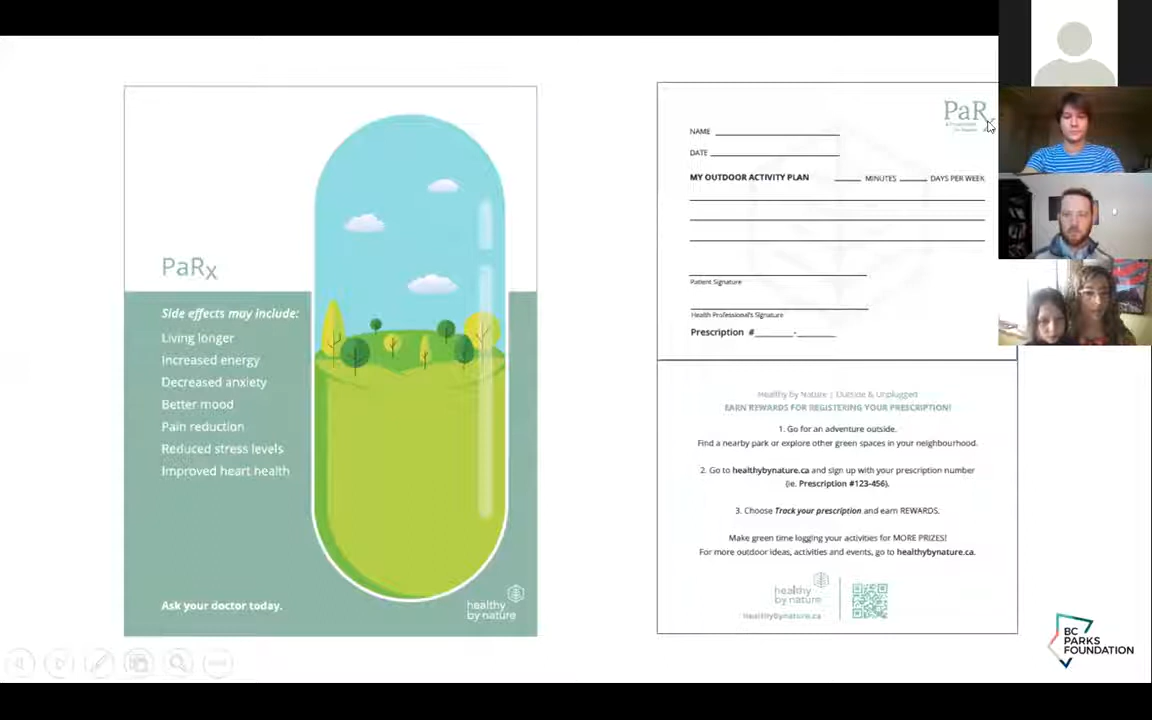 PaRx
Side effects may include:
Living longer
Increased energy
Decreased anxiety
Better mood
Pain reduction
Reduced stress levels
Improved heart health
Ask your doctor today.
healthy
by nature
PaRx
NAME
DATE
MY OUTDOOR ACTIVITY PLAN MINUTES DAYS PER WEEK
Patient Signature
Health Professional's Signature
Prescription #______-______
Healthy by Nature | Outside & Unplugged
EARN REWARDS FOR REGISTERING YOUR PRESCRIPTION!
1. Go for an adventure outside.
Find a nearby park or explore other green spaces in your neighbourhood.
2. Go to healthybynature.ca and sign up with your prescription number
(ie. Prescription #123-456).
3. Choose Track your prescription and earn REWARDS.
Make green time logging your activities for MORE PRIZES!
For more outdoor ideas, activities and events, go to healthybynature.ca.
healthy
by nature
healthybynature.ca
BC
PARKS
FOUNDATION